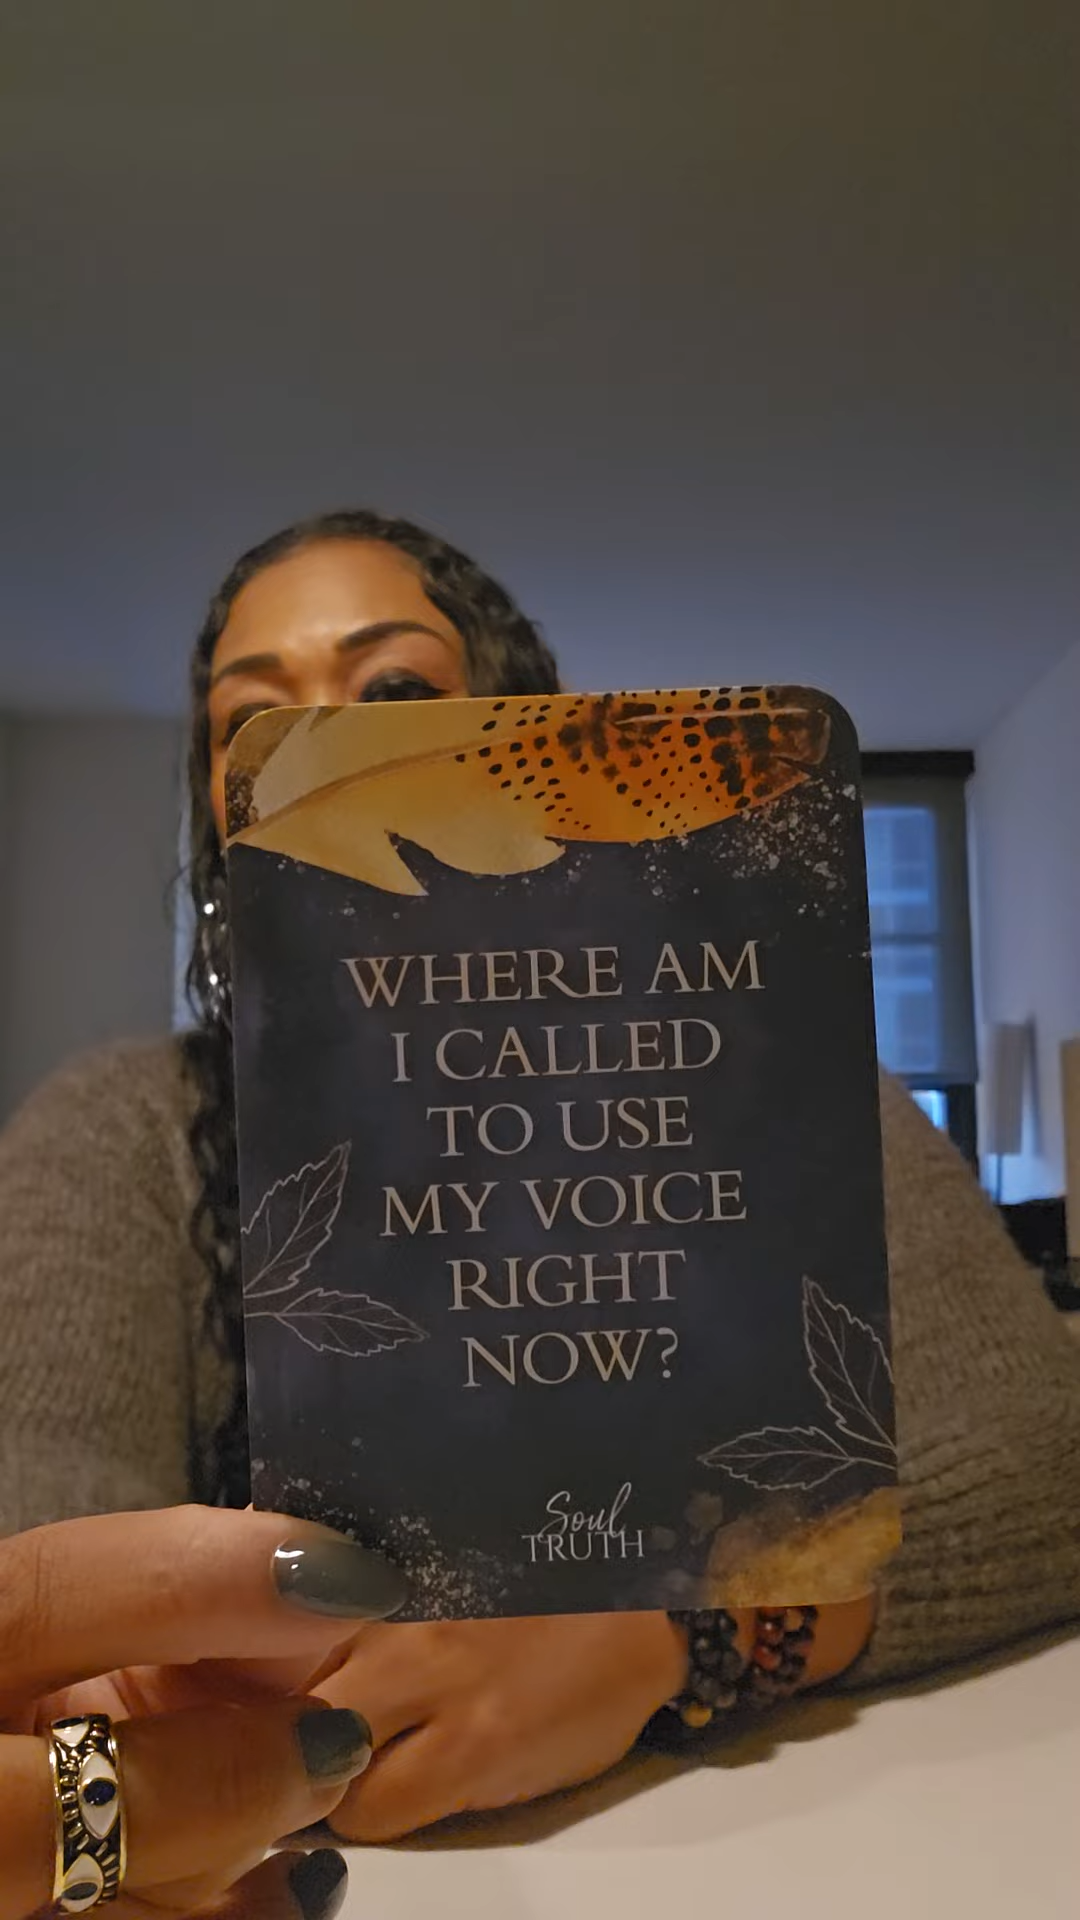 WHERE AM
I CALLED
TO USE
MY VOICE
RIGHT
NOW?
Soul
TRUTH